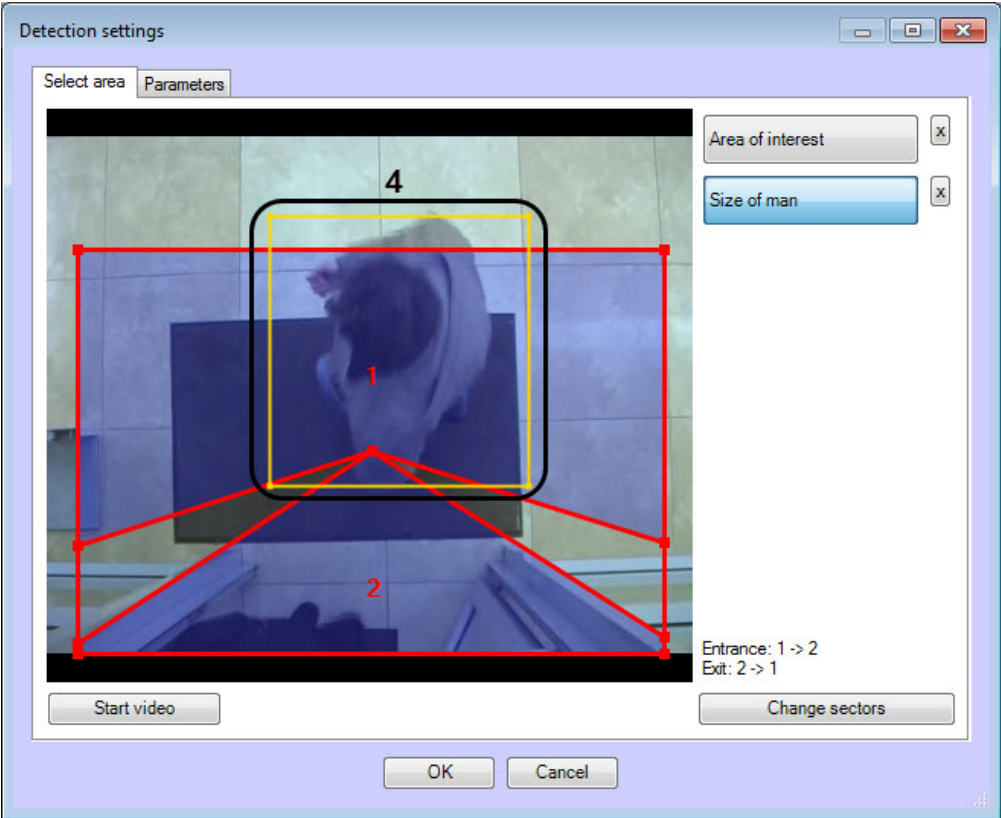 Detection settings
Select area
Parameters
4
1
2
Area of interest
x
Size of man
x
Entrance: 1 -> 2
Exit: 2 -> 1
Start video
Change sectors
OK
Cancel